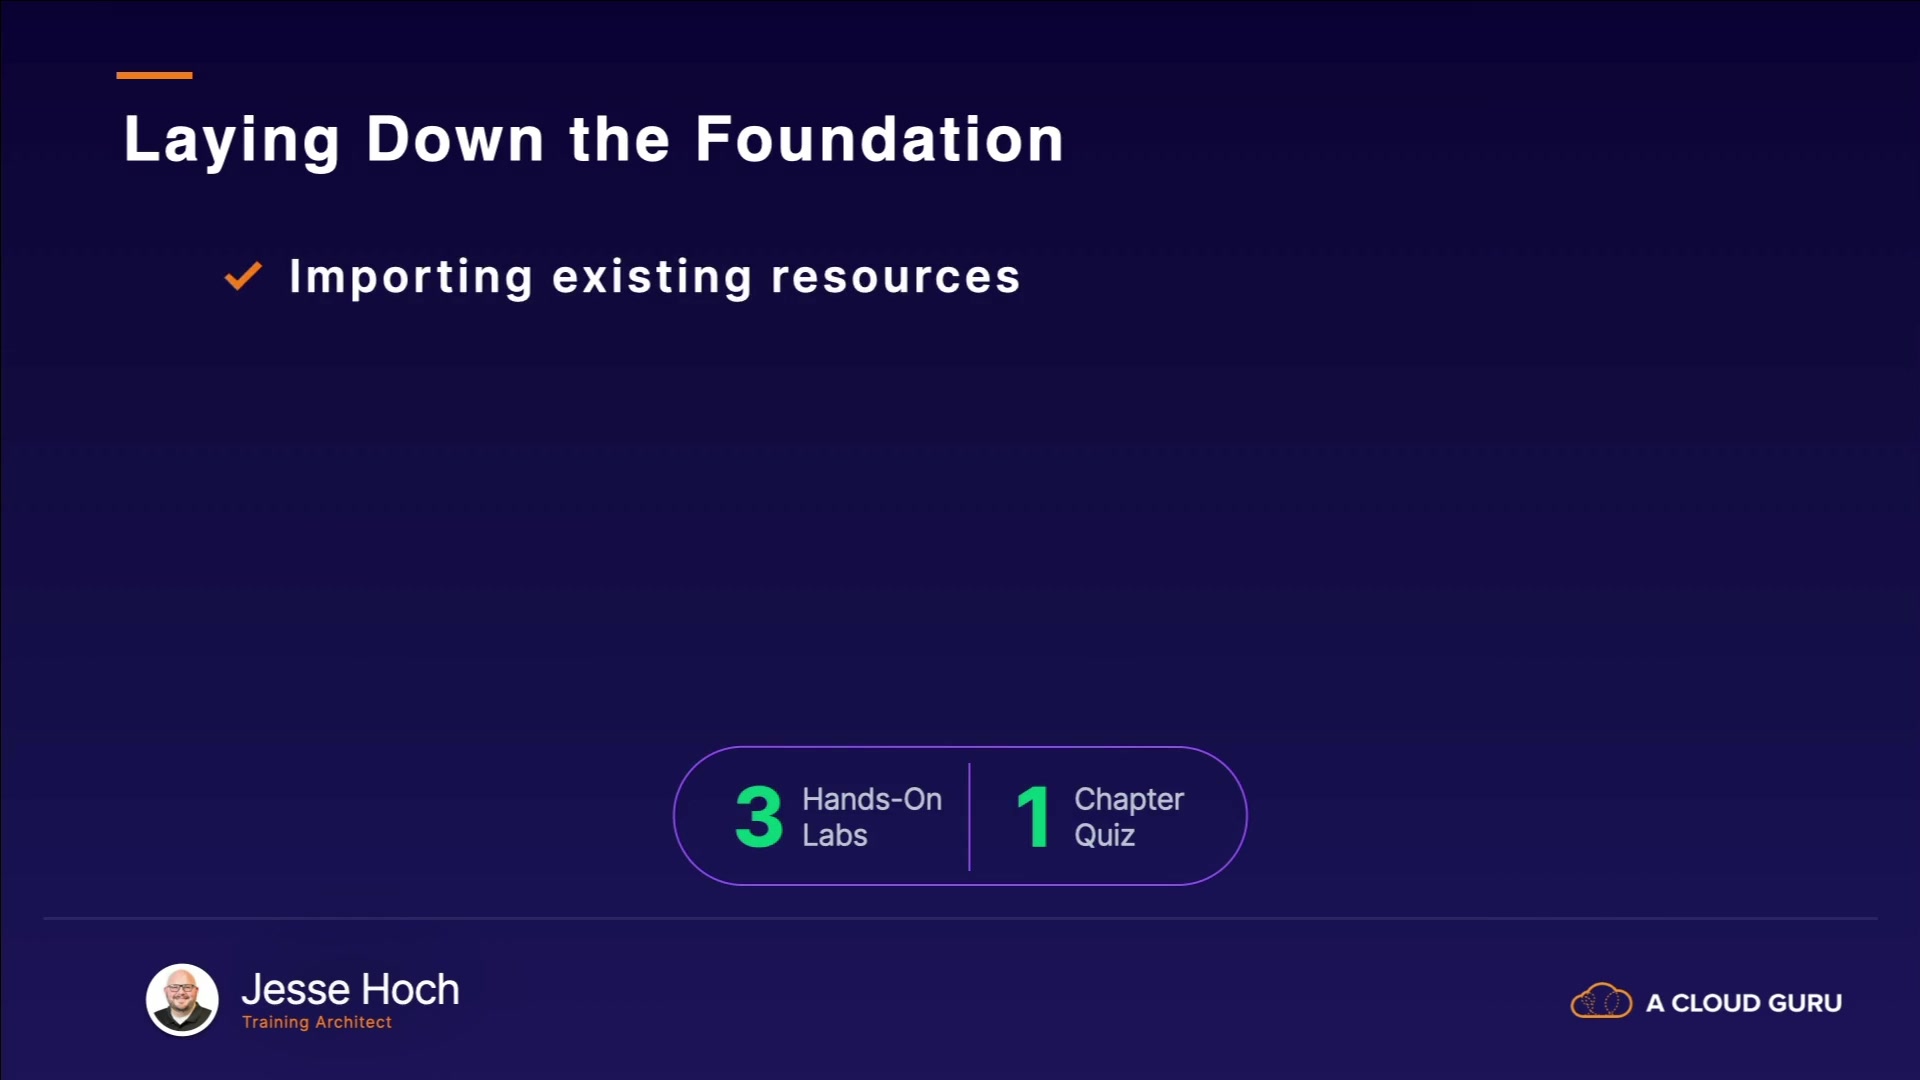 Laying Down the Foundation
Importing existing resources
3 Hands-On
Labs
1 Chapter
Quiz
Jesse Hoch
Training Architect
A CLOUD GURU